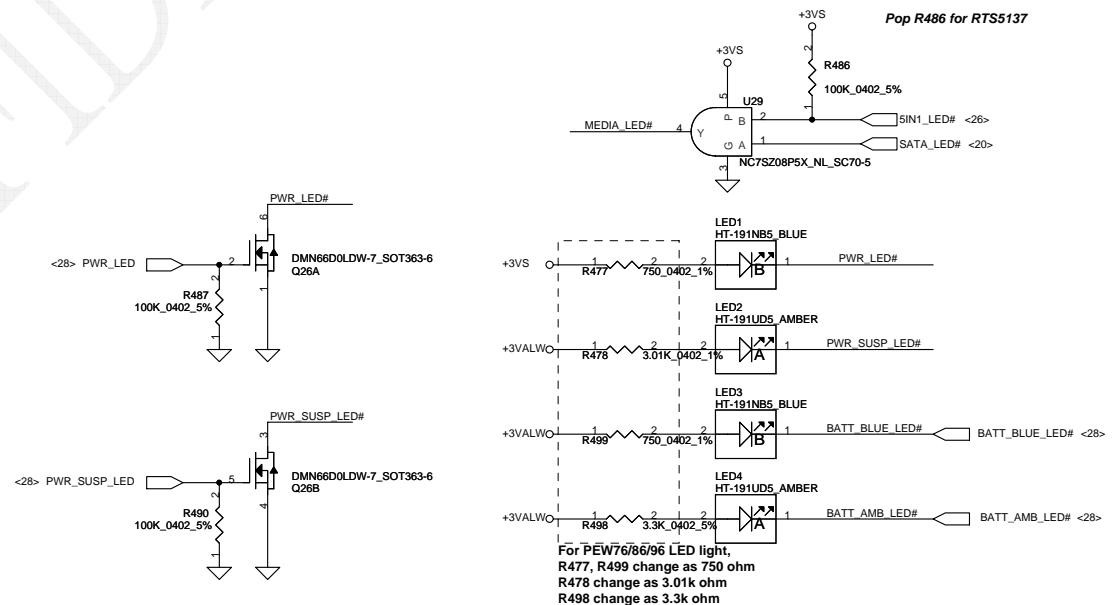 Pop R486 for RTS5137
+3VS
+3VS
2
R486
100K_0402_5%
1
5
U29
P
B
2
5IN1_LED# <26>
MEDIA_LED#
4
Y
G
A
1
SATA_LED# <20>
3
NC7SZ08P5X_NL_SC70-5
PWR_LED#
6
<28> PWR_LED
2
DMN66D0LDW-7_SOT363-6
Q26A
2
R487
100K_0402_5%
1
1
LED1
HT-191NB5_BLUE
+3VS
1
R477
2
750_0402_1%
2
B
1
PWR_LED#
LED2
HT-191UD5_AMBER
+3VALW
1
R478
2
3.01K_0402_1%
2
A
1
PWR_SUSP_LED#
LED3
HT-191NB5_BLUE
+3VALW
1
R499
2
750_0402_1%
2
B
1
BATT_BLUE_LED#
BATT_BLUE_LED# <28>
LED4
HT-191UD5_AMBER
+3VALW
1
R498
2
3.3K_0402_5%
2
A
1
BATT_AMB_LED#
BATT_AMB_LED# <28>
PWR_SUSP_LED#
3
<28> PWR_SUSP_LED
5
DMN66D0LDW-7_SOT363-6
Q26B
2
R490
100K_0402_5%
1
4
For PEW76/86/96 LED light,
R477, R499 change as 750 ohm
R478 change as 3.01k ohm
R498 change as 3.3k ohm